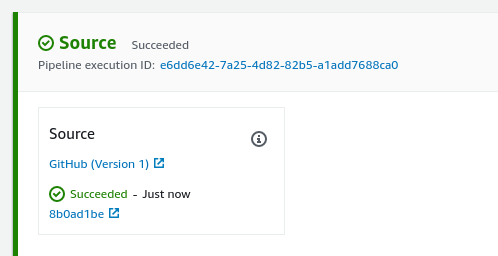 Source Succeeded
Pipeline execution ID: e6dd6e42-7a25-4d82-82b5-a1add7688ca0
Source
GitHub (Version 1)
Succeeded - Just now
8b0ad1be